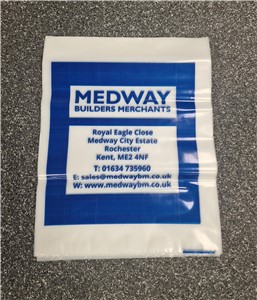 MEDWAY
BUILDERS MERCHANTS
Royal Eagle Close
Medway City Estate
Rochester
Kent, ME2 4NF
T: 01634 735960
E: sales@medwaybm.co.uk
W: www.medwaybm.co.uk